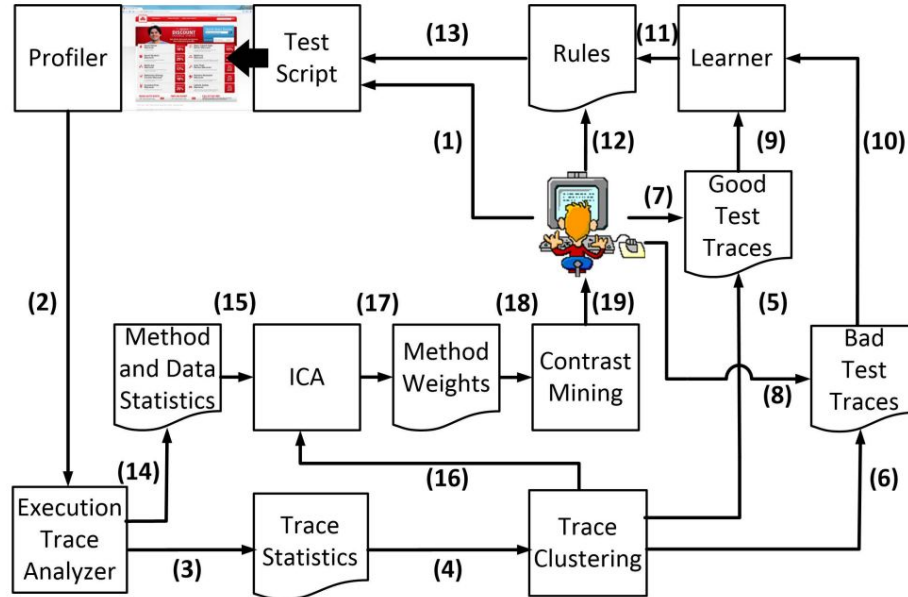 Profiler
DISCOUNT
Test
Script
(13)
Rules
(11)
Learner
(1)
(12)
(9)
(10)
(7)
Good
Test
Traces
(2)
(15)
(17)
(18)
(19)
(5)
Method
and Data
Statistics
ICA
Method
Weights
Contrast
Mining
Bad
Test
Traces
(8)
(14)
(16)
(6)
Execution
Trace
Analyzer
(3)
Trace
Statistics
(4)
Trace
Clustering